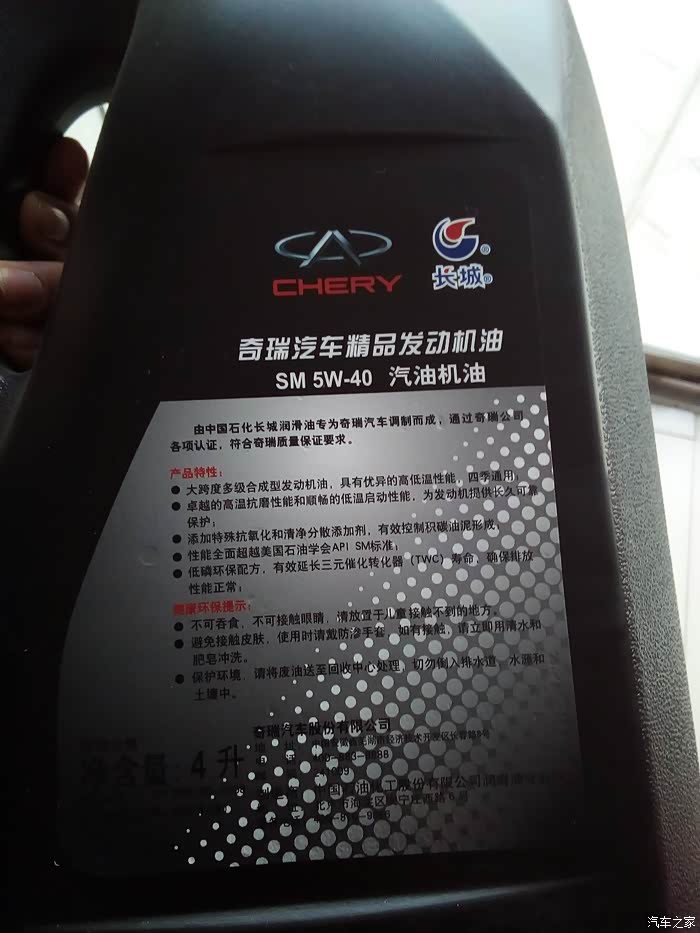 CHERY
长城
奇瑞汽车精品发动机油
SM 5W-40 汽油机油
由中国石化长城润滑油专为奇瑞汽车调制而成，通过奇瑞公司
各项认证，符合奇瑞质量保证要求。
产品特性：
● 大跨度多级合成型发动机油，具有优异的高低温性能，四季通用；
● 卓越的高温抗磨性能和顺畅的低温启动性能，为发动机提供长久可靠
保护；
● 添加特殊抗氧化和清净分散添加剂，有效控制积碳油泥形成；
● 性能全面超越美国石油学会API SM标准；
● 低磷环保配方，有效延长三元催化转化器（TWC）寿命，确保排放
性能正常；
健康环保提示：
● 不可吞食，不可接触眼睛，请放置于儿童接触不到的地方。
● 避免接触皮肤，使用时请戴防渗手套，如有接触，请立即用清水和
肥皂冲洗。
● 保护环境，请将废油送至回收中心处理，切勿倒入排水道、水源和
土壤中。
奇瑞汽车股份有限公司
净含量：4升
地 址
241009
汽车之家